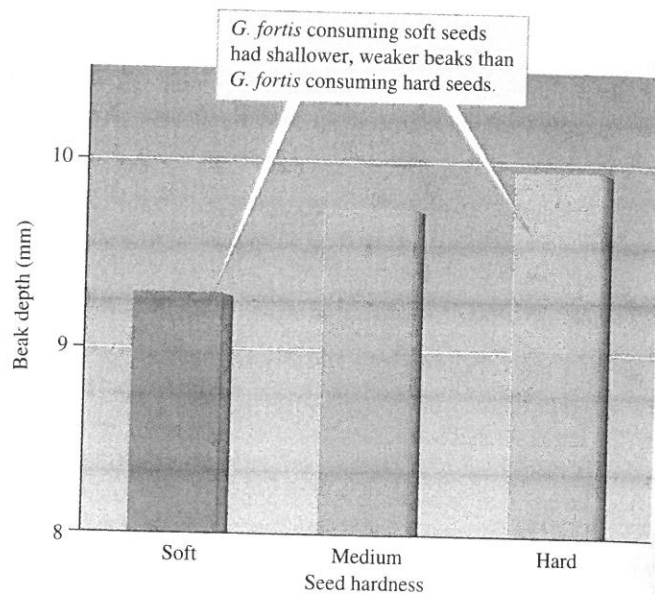 G. fortis consuming soft seeds
had shallower, weaker beaks than
G. fortis consuming hard seeds.
10
9
8
Beak depth (mm)
Soft
Medium
Hard
Seed hardness